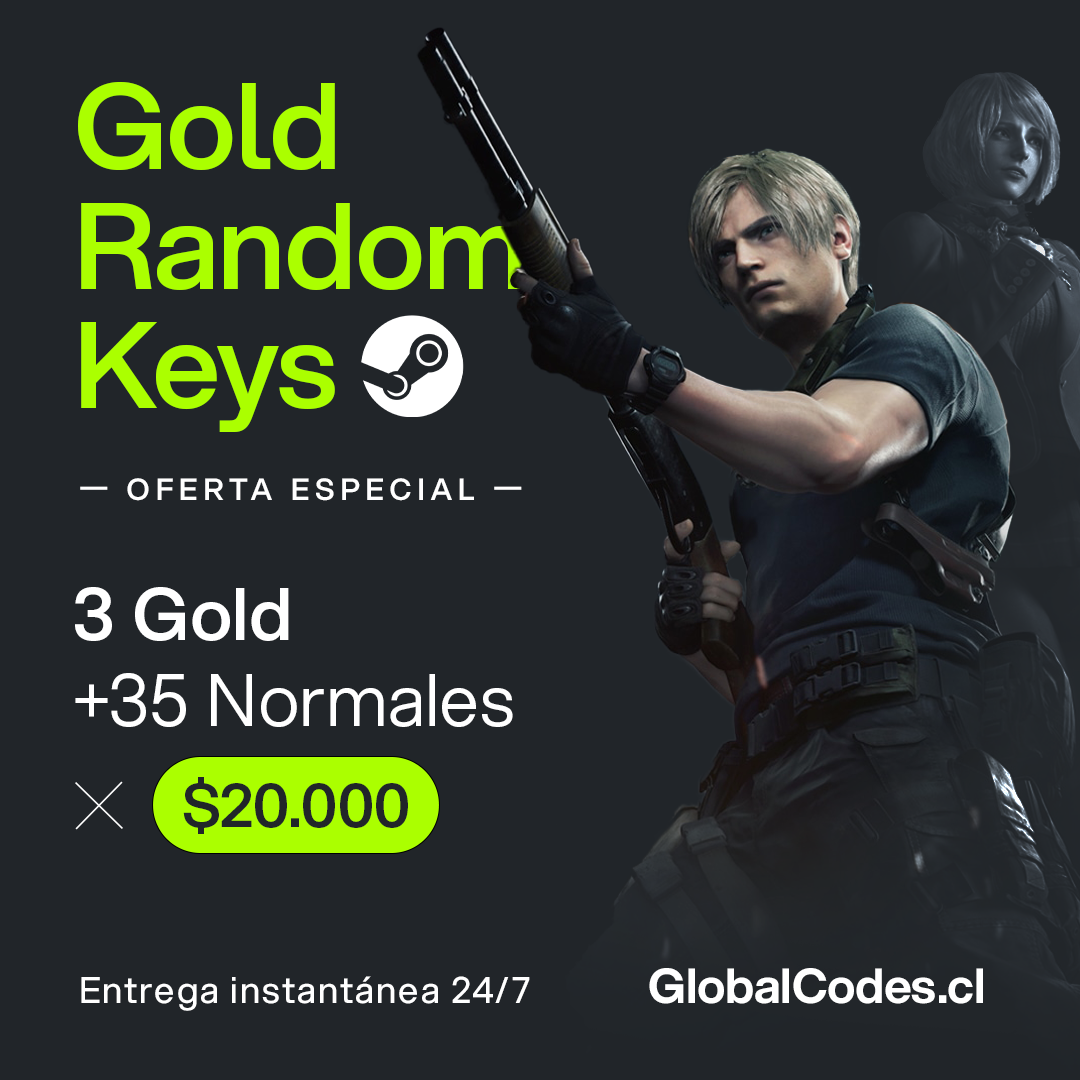 Gold
Random
Keys
— OFERTA ESPECIAL —
3 Gold
+35 Normales
× $20.000
Entrega instantánea 24/7
GlobalCodes.cl